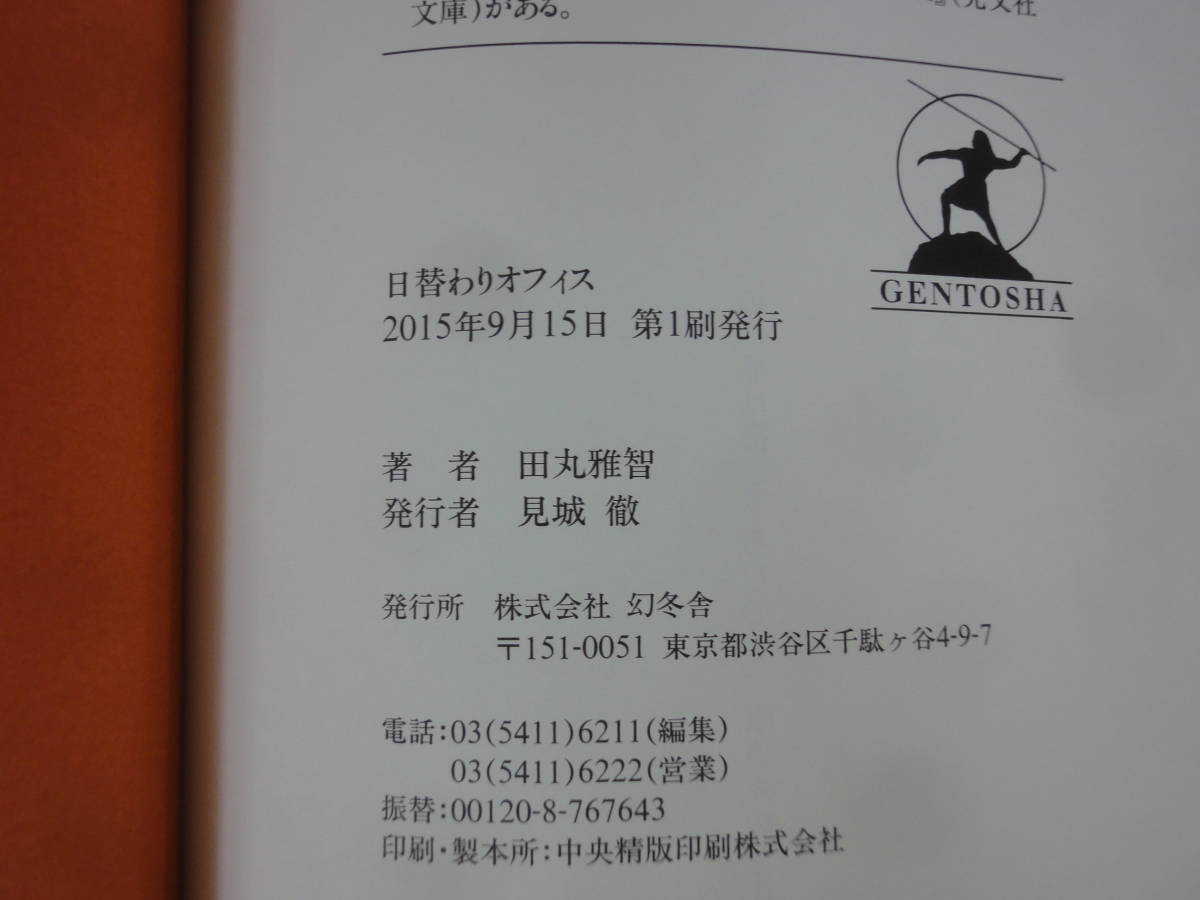 (光文社
文庫)がある。
GENTOSHA
日替わりオフィス
2015年9月15日 第1刷発行
著　者　田丸雅智
発行者　見城 徹
発行所　株式会社 幻冬舎
〒151-0051 東京都渋谷区千駄ヶ谷4-9-7
電話:03(5411)6211(編集)
03(5411)6222(営業)
振替:00120-8-767643
印刷・製本所:中央精版印刷株式会社